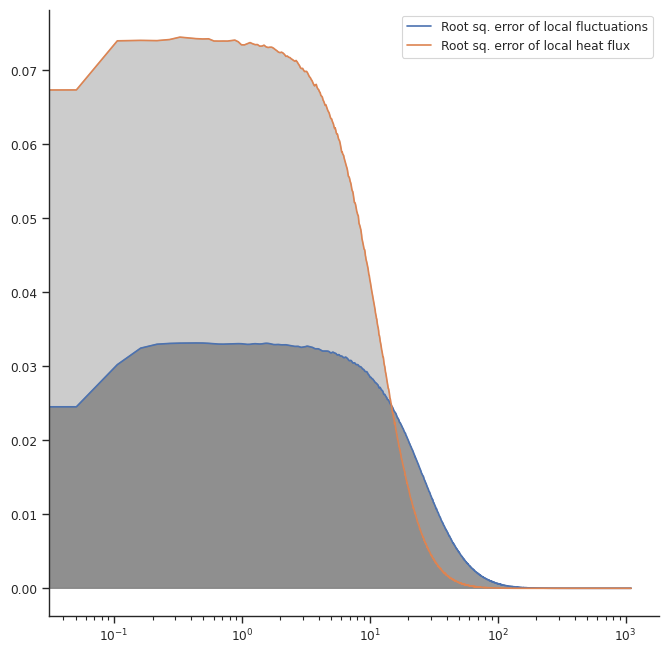 Root sq. error of local fluctuations
Root sq. error of local heat flux
0.07
0.06
0.05
0.04
0.03
0.02
0.01
0.00
10⁻¹ 10⁰ 10¹ 10² 10³